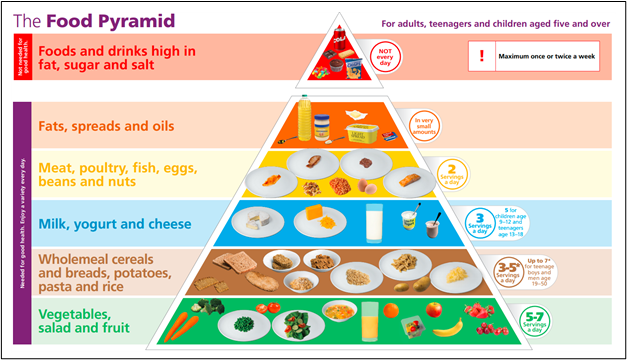 The Food Pyramid
For adults, teenagers and children aged five and over
Not needed for
good health.
Foods and drinks high in
fat, sugar and salt
NOT
every
day
!
Maximum once or twice a week
Needed for good health. Enjoy a variety every day.
Fats, spreads and oils
In very
small
amounts
Meat, poultry, fish, eggs,
beans and nuts
2
Servings
a day
Milk, yogurt and cheese
3
Servings
a day
5 for
children age
9–12 and
teenagers
age 13–18
Wholemeal cereals
and breads, potatoes,
pasta and rice
3-5*
Servings
a day
Up to 7*
for teenage
boys and
men age
19–50
Vegetables,
salad and fruit
5-7
Servings
a day